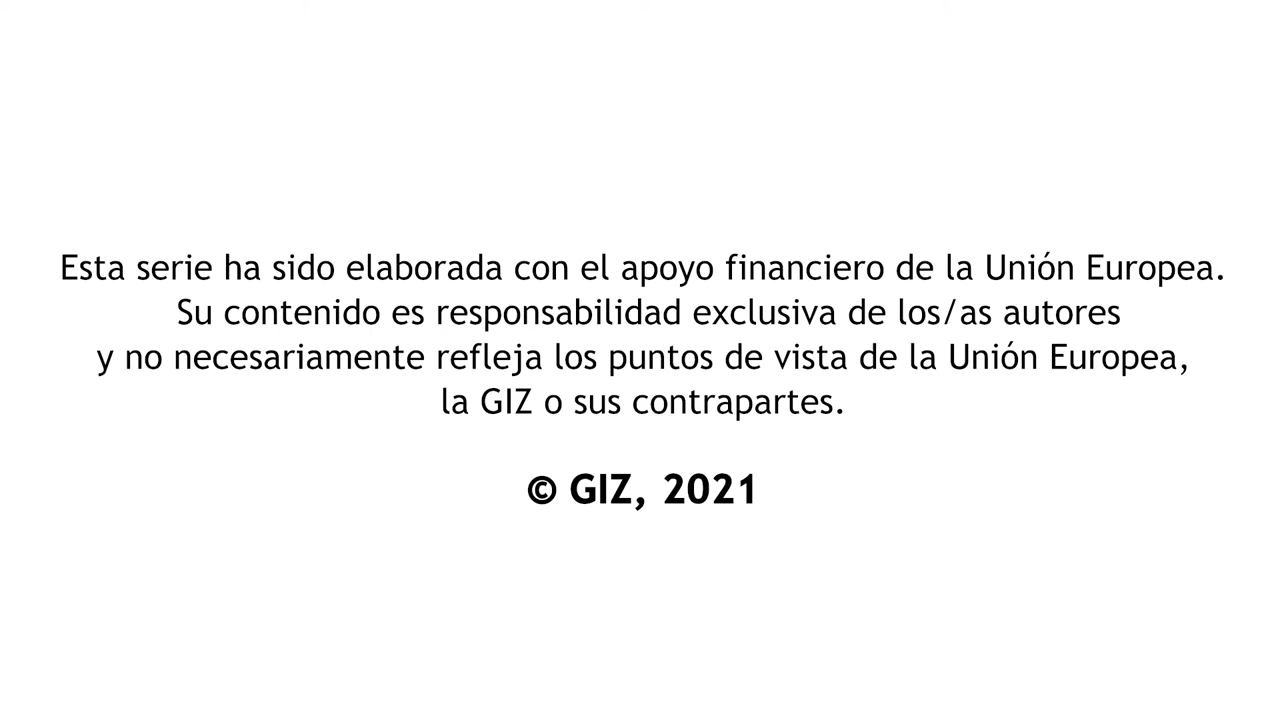 Esta serie ha sido elaborada con el apoyo financiero de la Unión Europea.
Su contenido es responsabilidad exclusiva de los/as autores
y no necesariamente refleja los puntos de vista de la Unión Europea,
la GIZ o sus contrapartes.
© GIZ, 2021